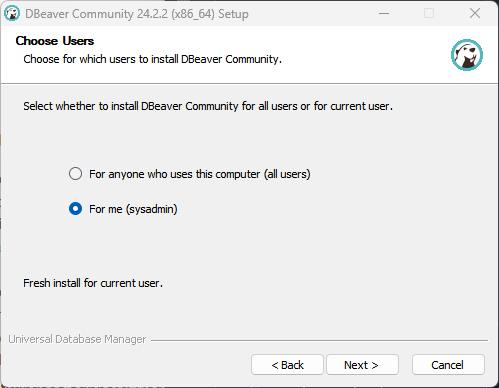 DBeaver Community 24.2.2 (x86_64) Setup
Choose Users
Choose for which users to install DBeaver Community.
Select whether to install DBeaver Community for all users or for current user.
For anyone who uses this computer (all users)
For me (sysadmin)
Fresh install for current user.
Universal Database Manager
< Back
Next >
Cancel